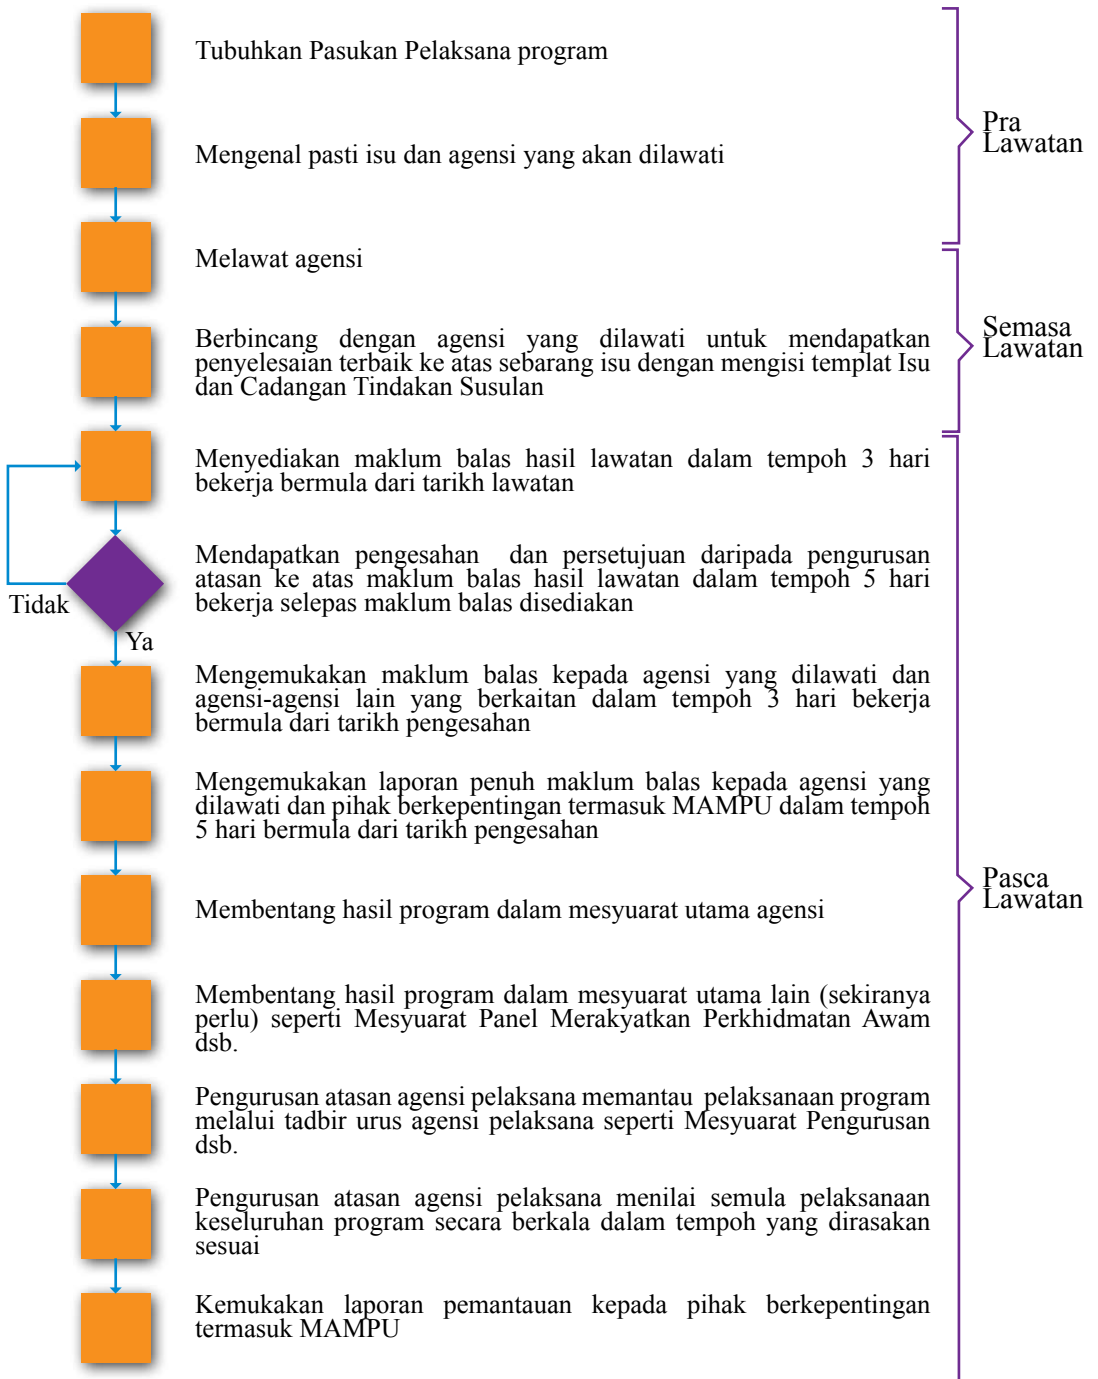 Tubuhkan Pasukan Pelaksana program
Mengenal pasti isu dan agensi yang akan dilawati
Pra
Lawatan
Melawat agensi
Berbincang dengan agensi yang dilawati untuk mendapatkan
penyelesaian terbaik ke atas sebarang isu dengan mengisi templat Isu
dan Cadangan Tindakan Susulan
Semasa
Lawatan
Menyediakan maklum balas hasil lawatan dalam tempoh 3 hari
bekerja bermula dari tarikh lawatan
Mendapatkan pengesahan dan persetujuan daripada pengurusan
atasan ke atas maklum balas hasil lawatan dalam tempoh 5 hari
bekerja selepas maklum balas disediakan
Tidak
Ya
Mengemukakan maklum balas kepada agensi yang dilawati dan
agensi-agensi lain yang berkaitan dalam tempoh 3 hari bekerja
bermula dari tarikh pengesahan
Mengemukakan laporan penuh maklum balas kepada agensi yang
dilawati dan pihak berkepentingan termasuk MAMPU dalam tempoh
5 hari bermula dari tarikh pengesahan
Membentang hasil program dalam mesyuarat utama agensi
Pasca
Lawatan
Membentang hasil program dalam mesyuarat utama lain (sekiranya
perlu) seperti Mesyuarat Panel Merakyatkan Perkhidmatan Awam
dsb.
Pengurusan atasan agensi pelaksana memantau pelaksanaan program
melalui tadbir urus agensi pelaksana seperti Mesyuarat Pengurusan
dsb.
Pengurusan atasan agensi pelaksana menilai semula pelaksanaan
keseluruhan program secara berkala dalam tempoh yang dirasakan
sesuai
Kemukakan laporan pemantauan kepada pihak berkepentingan
termasuk MAMPU